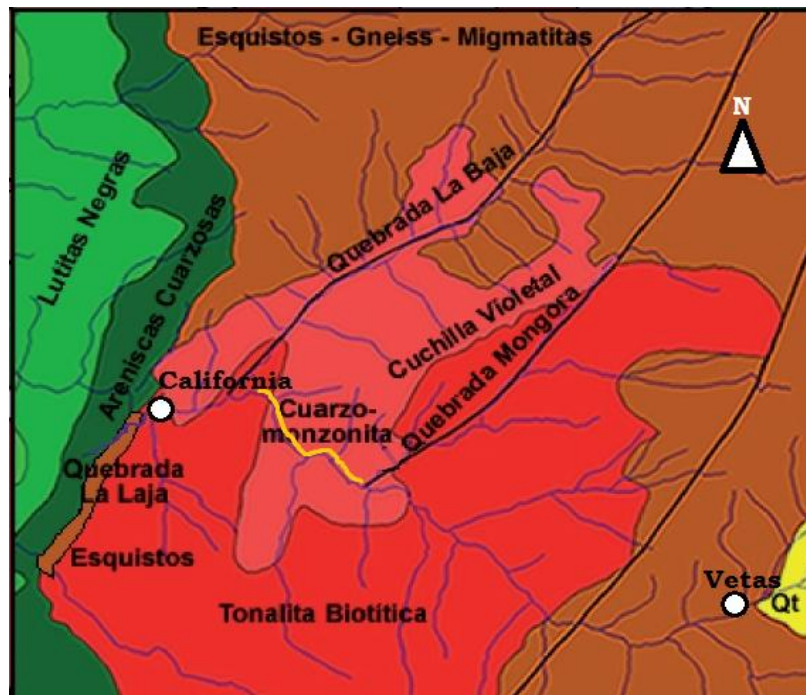 Esquistos - Gneiss - Migmatitas
N
Lutitas Negras
Areniscas Cuarzosas
Quebrada La Baja
Cuchilla Violetal
Quebrada Mongora
California
Cuarzo-
monzonita
Quebrada
La Laja
Esquistos
Tonalita Biotítica
Vetas
Qt